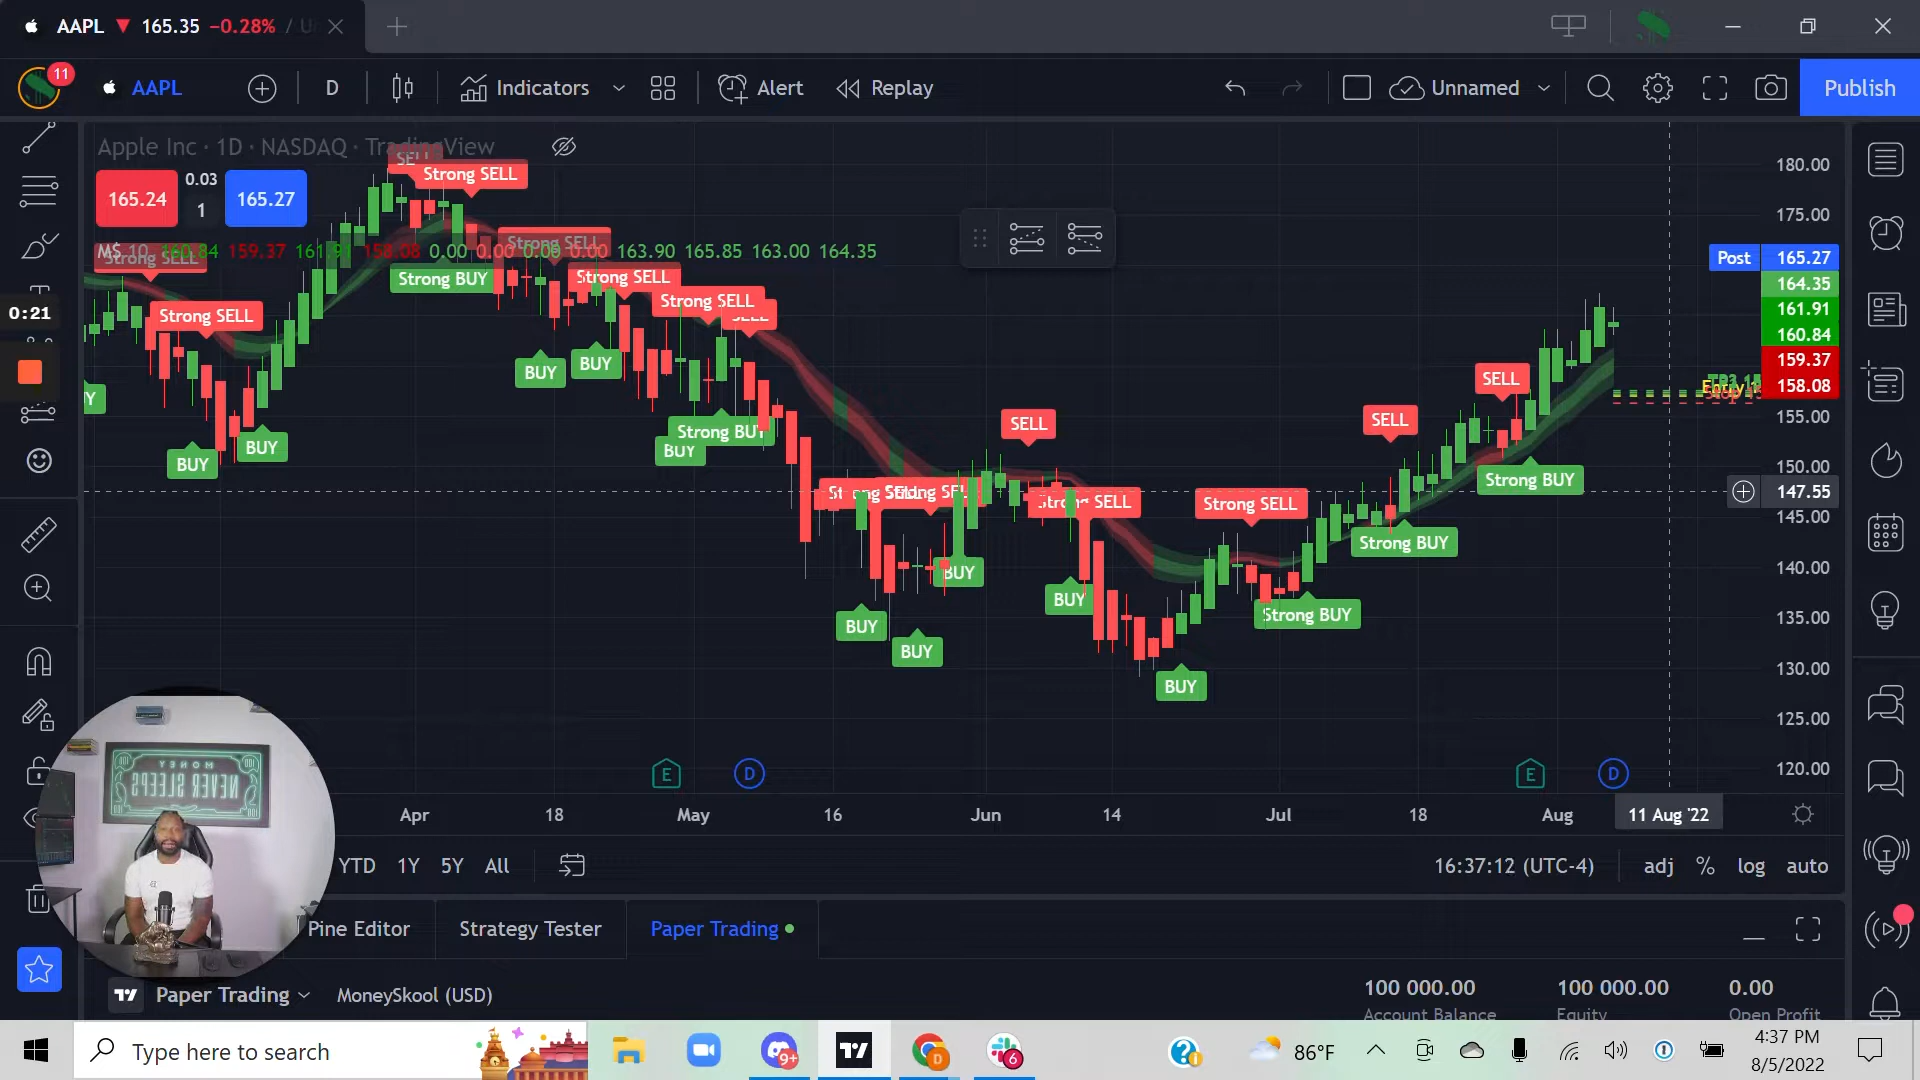 AAPL ▼ 165.35 −0.28% / U
11
AAPL
D
Indicators
Alert
Replay
Unnamed
Publish
Apple Inc · 1D · NASDAQ · TradingView
165.24
0.03
1
165.27
M$ 10 160.84 159.37 161.91 158.08 0.00 0.00 0.00 0.00 163.90 165.85 163.00 164.35
SELL
Strong SELL
Strong SELL
Strong SELL
Strong SELL
Strong BUY
Strong SELL
Strong SELL
SELL
BUY
BUY
BUY
BUY
Strong BUY
BUY
SELL
SELL
SELL
Strong BUY
Strong SELL
Strong SELL
Strong SELL
Strong SELL
Strong BUY
BUY
BUY
Strong BUY
BUY
BUY
BUY
0:21
180.00
175.00
Post 165.27
164.35
161.91
160.84
159.37
158.08
Entry
155.00
150.00
147.55
145.00
140.00
135.00
130.00
125.00
120.00
E
D
E
D
Apr
18
May
16
Jun
14
Jul
18
Aug
11 Aug '22
MONEY
NEVER SLEEPS
YTD 1Y 5Y All
16:37:12 (UTC-4)
adj % log auto
Pine Editor
Strategy Tester
Paper Trading
Paper Trading
MoneySkool (USD)
100 000.00
Account Balance
100 000.00
Equity
0.00
Open Profit
Type here to search
9+
D
6
86°F
4:37 PM
8/5/2022